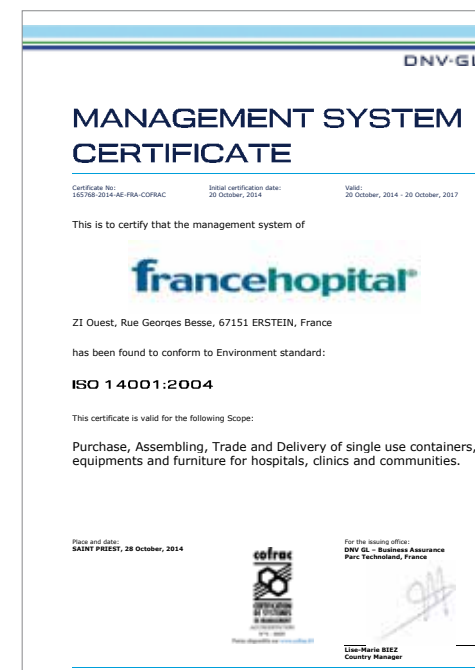 DNV·GL
MANAGEMENT SYSTEM
CERTIFICATE
Certificate No:
165768-2014-AE-FRA-COFRAC
Initial certification date:
20 October, 2014
Valid:
20 October, 2014 - 20 October, 2017
This is to certify that the management system of
francehopital®
ZI Ouest, Rue Georges Besse, 67151 ERSTEIN, France
has been found to conform to Environment standard:
ISO 14001:2004
This certificate is valid for the following Scope:
Purchase, Assembling, Trade and Delivery of single use containers,
equipments and furniture for hospitals, clinics and communities.
Place and date:
SAINT PRIEST, 28 October, 2014
cofrac
CERTIFICATION
DE SYSTEMES
DE MANAGEMENT
For the issuing office:
DNV GL – Business Assurance
Parc Technoland, France
Lise-Marie BIEZ
Country Manager